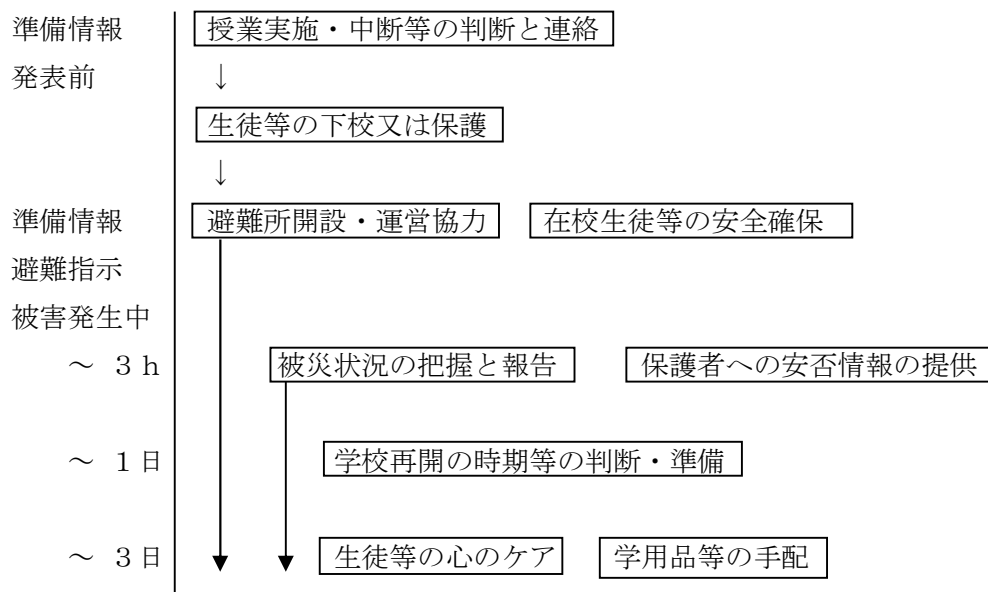 準備情報 授業実施・中断等の判断と連絡
発表前 ↓
生徒等の下校又は保護
↓
準備情報 避難所開設・運営協力 在校生徒等の安全確保
避難指示
被害発生中
～ ３ｈ 被災状況の把握と報告 保護者への安否情報の提供
～ １日 学校再開の時期等の判断・準備
～ ３日 生徒等の心のケア 学用品等の手配